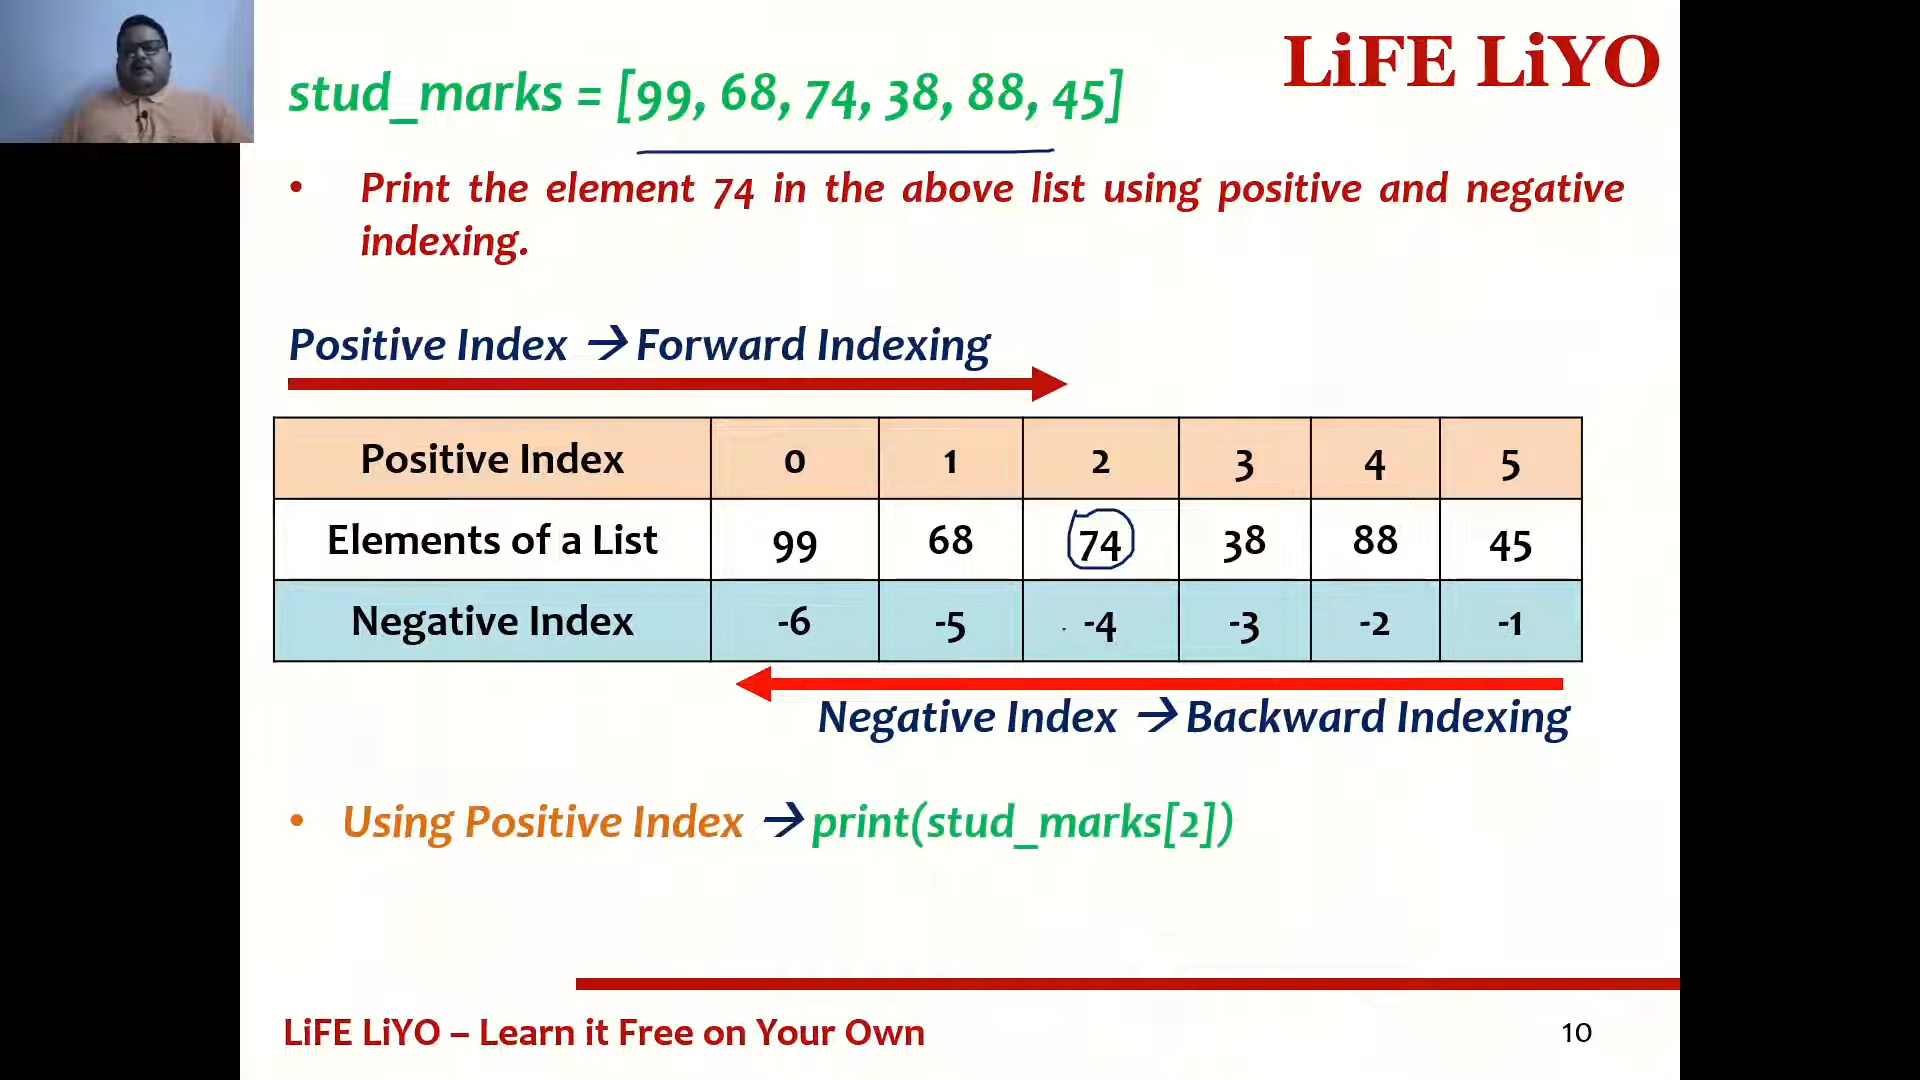 LiFE LiYO
stud_marks = [99, 68, 74, 38, 88, 45]
• Print the element 74 in the above list using positive and negative
indexing.
Positive Index → Forward Indexing
Positive Index 0 1 2 3 4 5
Elements of a List 99 68 74 38 88 45
Negative Index -6 -5 -4 -3 -2 -1
Negative Index → Backward Indexing
• Using Positive Index → print(stud_marks[2])
LiFE LiYO – Learn it Free on Your Own
10